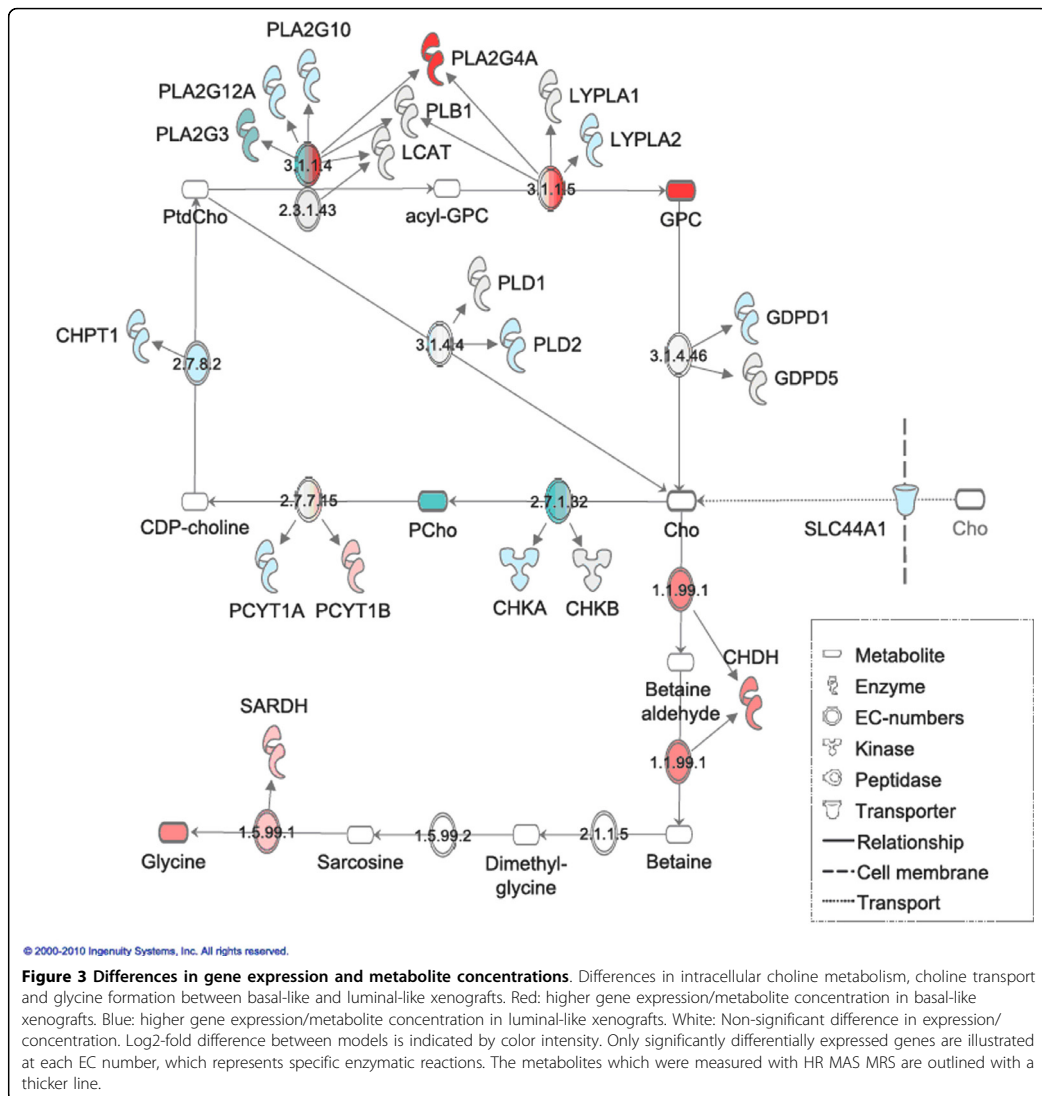 PLA2G10
PLA2G12A
PLA2G3
PLA2G4A
PLB1
LCAT
LYPLA1
LYPLA2
3.1.1.4
2.3.1.43
3.1.1.5
PtdCho
acyl-GPC
GPC
CHPT1
2.7.8.2
PLD1
3.1.4.4
PLD2
GDPD1
3.1.4.46
GDPD5
2.7.7.15
2.7.1.32
CDP-choline
PCho
Cho
SLC44A1
Cho
PCYT1A
PCYT1B
CHKA
CHKB
1.1.99.1
CHDH
Betaine
aldehyde
1.1.99.1
SARDH
1.5.99.1
1.5.99.2
2.1.1.5
Glycine
Sarcosine
Dimethyl-
glycine
Betaine
Metabolite
Enzyme
EC-numbers
Kinase
Peptidase
Transporter
Relationship
Cell membrane
Transport
© 2000-2010 Ingenuity Systems, Inc. All rights reserved.
Figure 3 Differences in gene expression and metabolite concentrations. Differences in intracellular choline metabolism, choline transport
and glycine formation between basal-like and luminal-like xenografts. Red: higher gene expression/metabolite concentration in basal-like
xenografts. Blue: higher gene expression/metabolite concentration in luminal-like xenografts. White: Non-significant difference in expression/
concentration. Log2-fold difference between models is indicated by color intensity. Only significantly differentially expressed genes are illustrated
at each EC number, which represents specific enzymatic reactions. The metabolites which were measured with HR MAS MRS are outlined with a
thicker line.